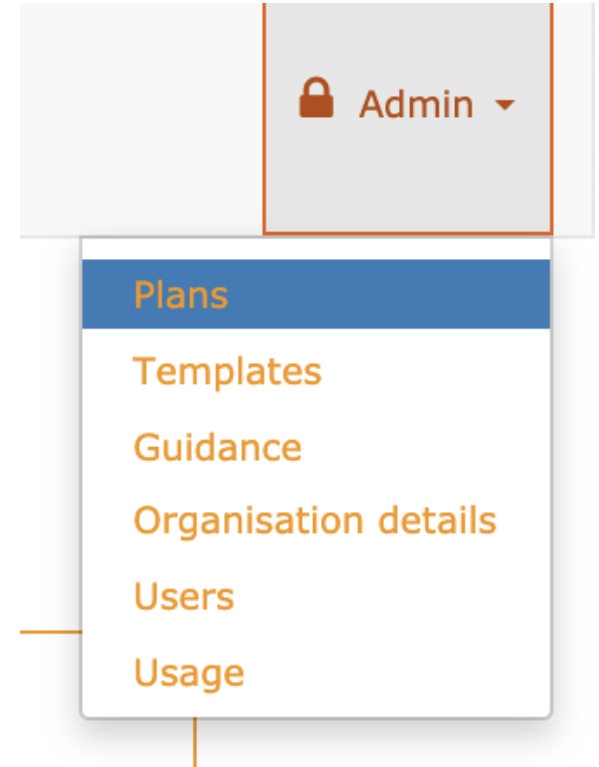 Admin
Plans
Templates
Guidance
Organisation details
Users
Usage